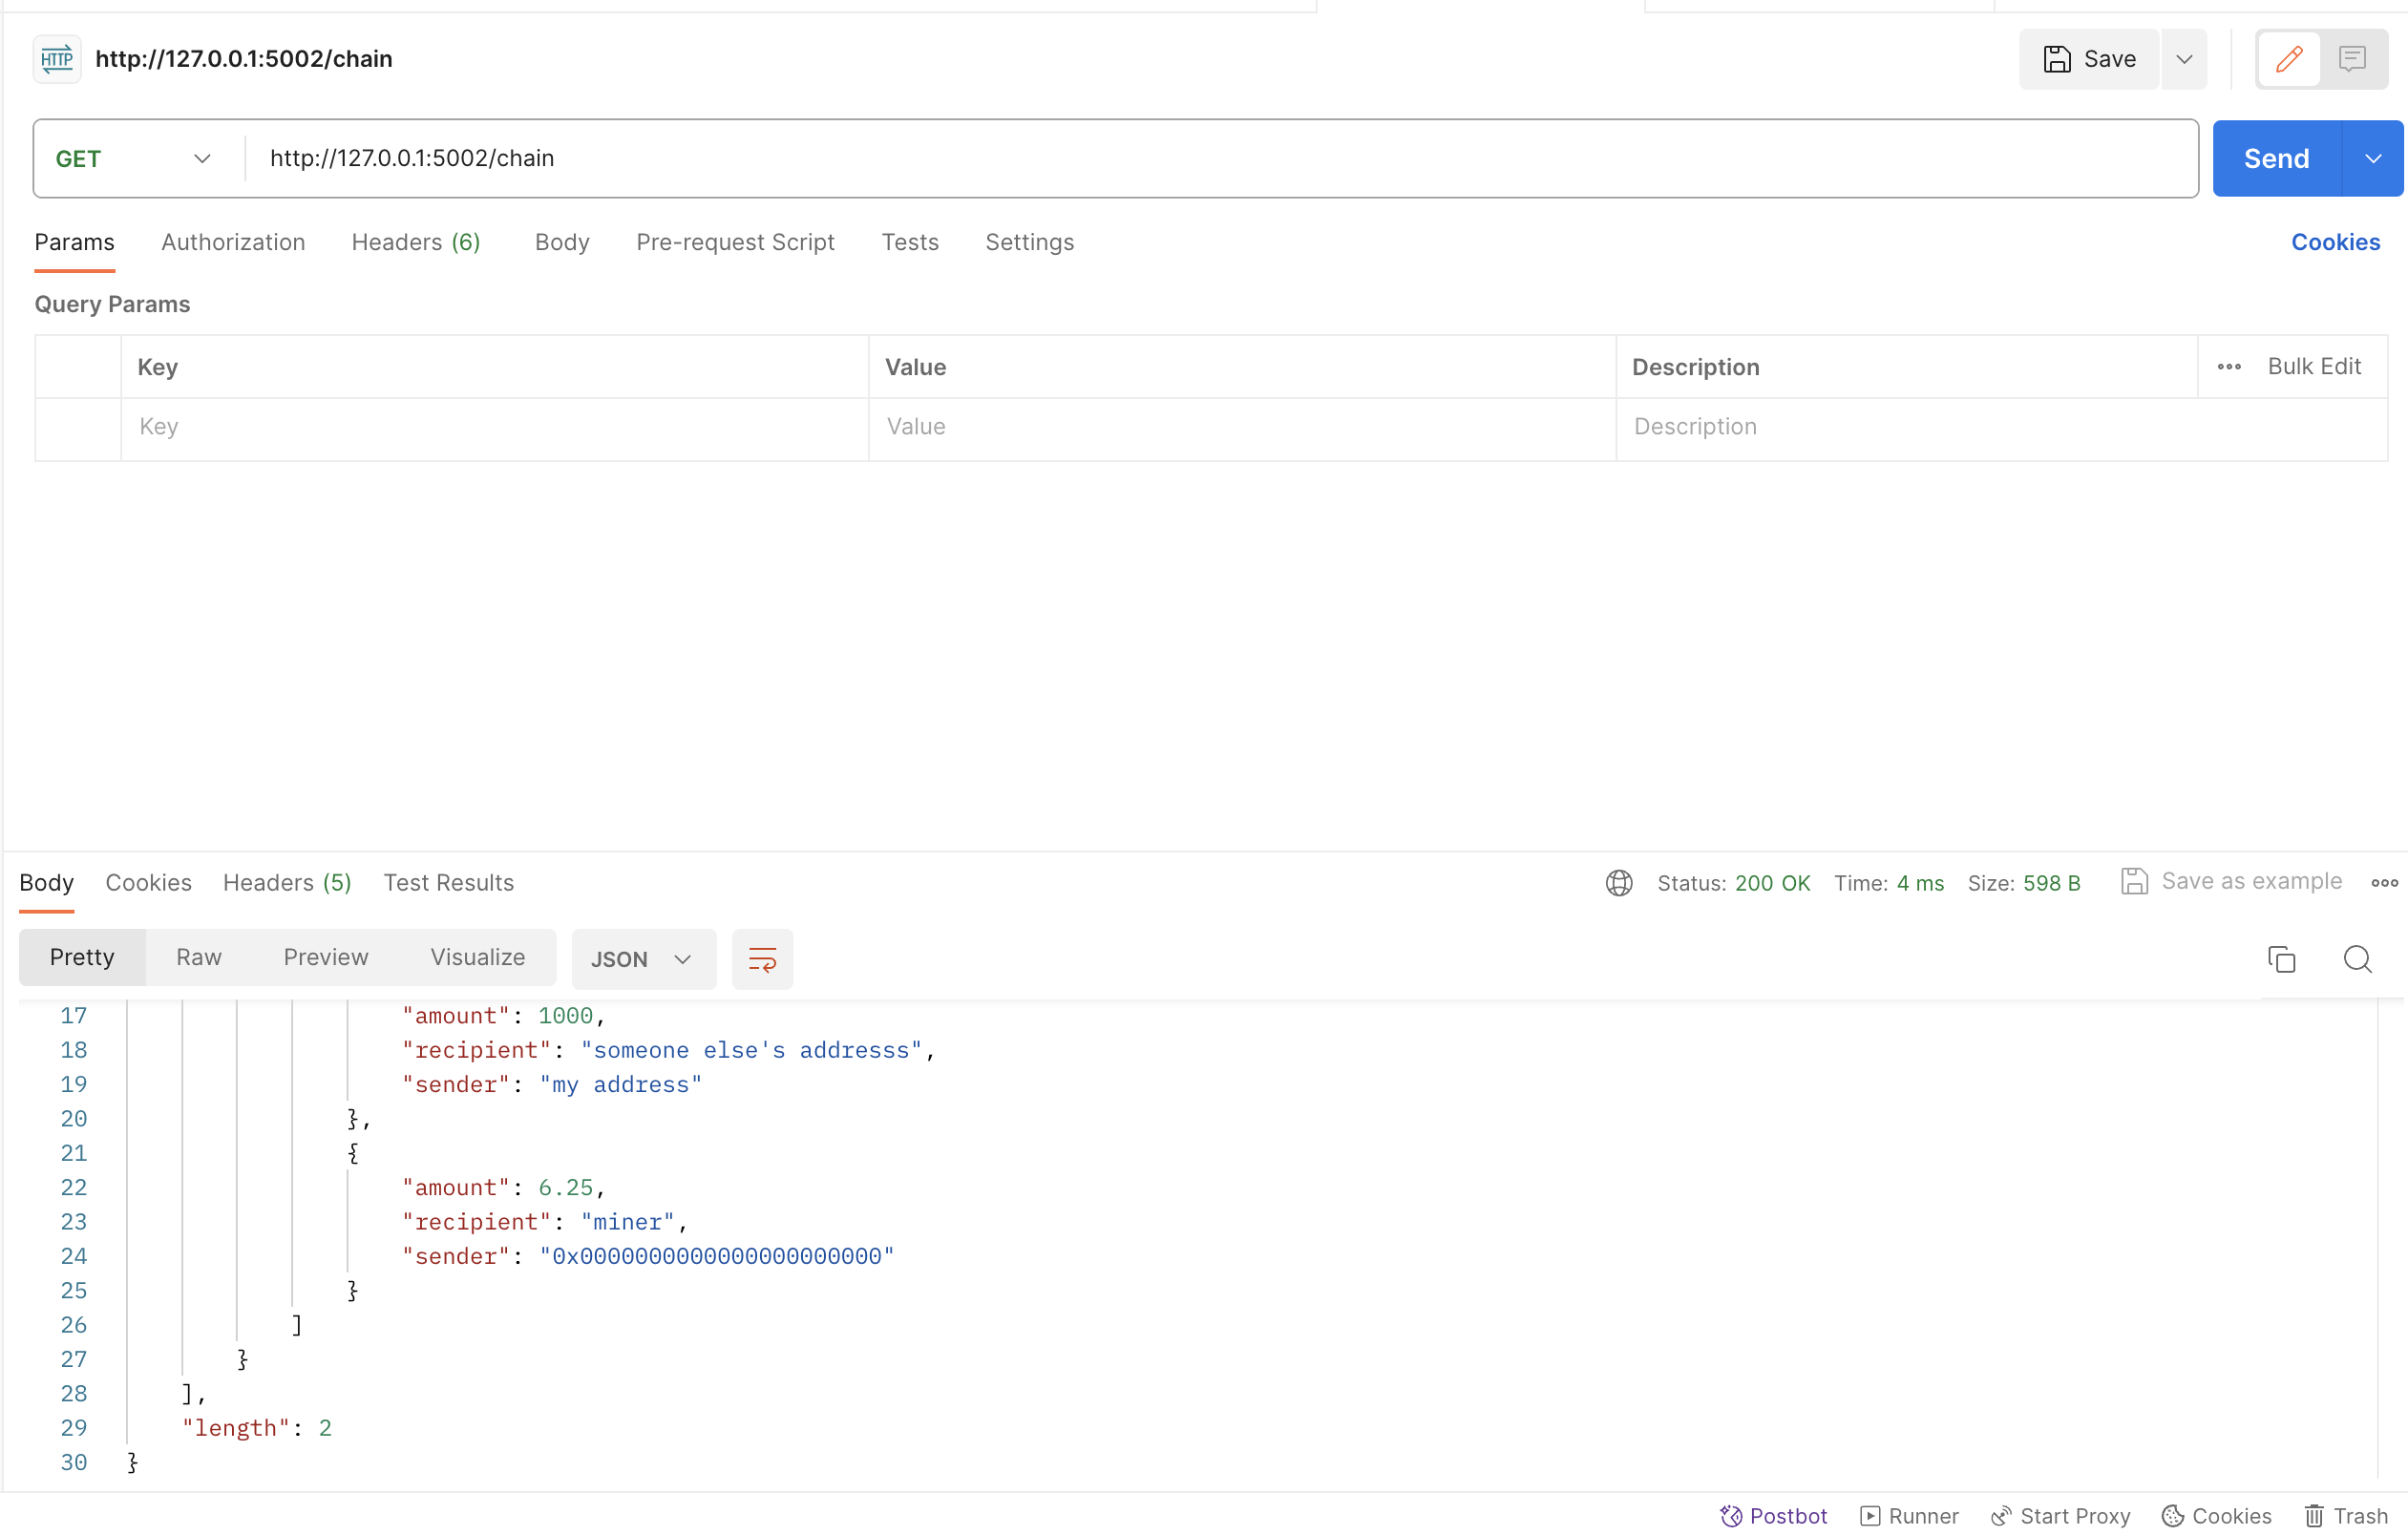 HTTP http://127.0.0.1:5002/chain Save
GET http://127.0.0.1:5002/chain Send
Params Authorization Headers (6) Body Pre-request Script Tests Settings Cookies
Query Params
Key Value Description Bulk Edit
Key Value Description
Body Cookies Headers (5) Test Results Status: 200 OK Time: 4 ms Size: 598 B Save as example
Pretty Raw Preview Visualize JSON
17 "amount": 1000,
18 "recipient": "someone else's addresss",
19 "sender": "my address"
20 },
21 {
22 "amount": 6.25,
23 "recipient": "miner",
24 "sender": "0x0000000000000000000000"
25 }
26 ]
27 }
28 ],
29 "length": 2
30 }
Postbot Runner Start Proxy Cookies Trash